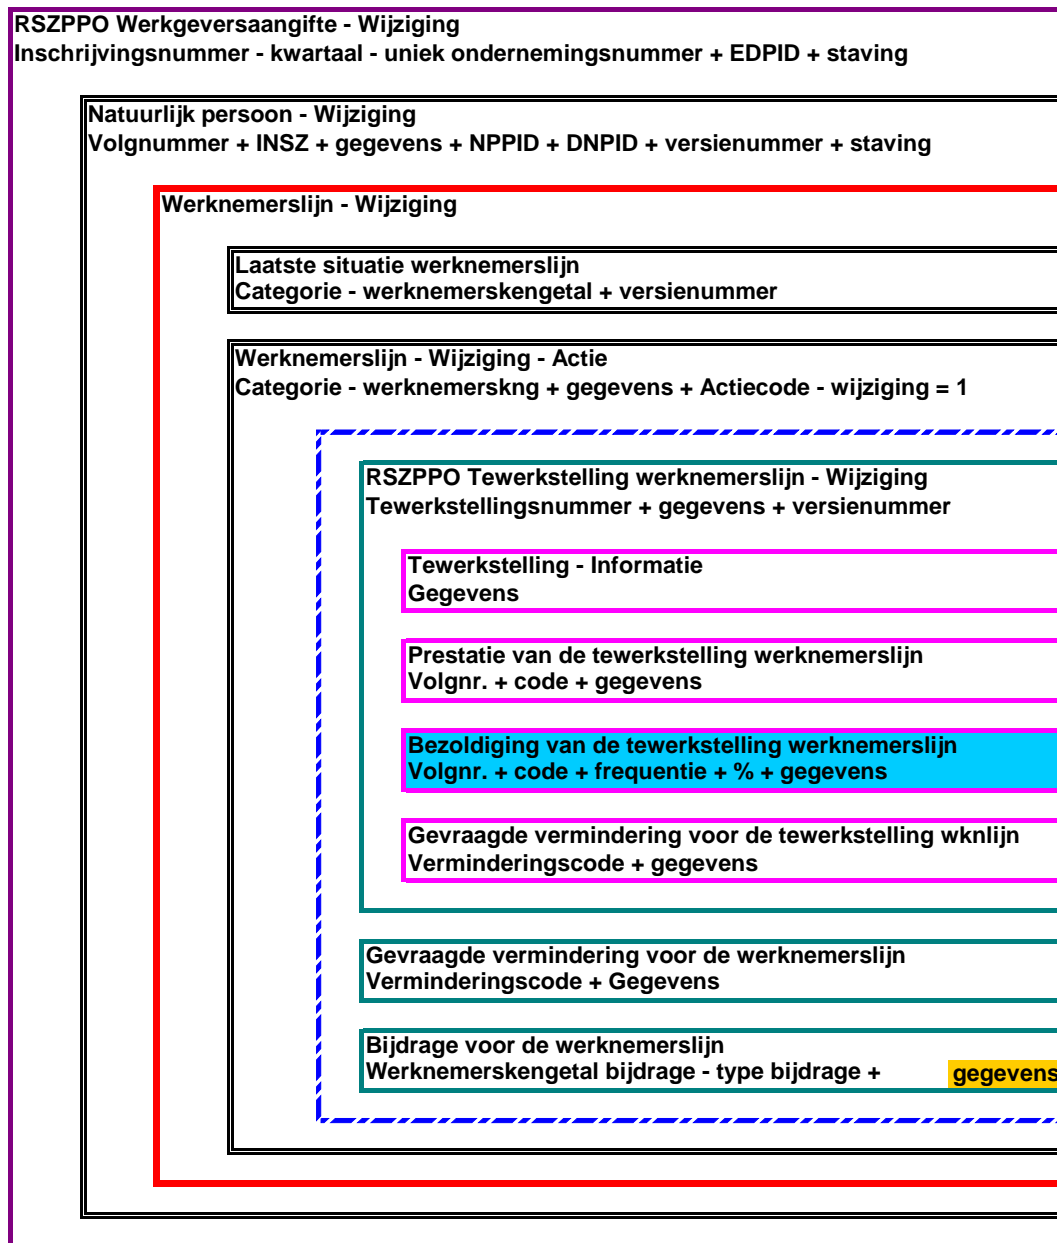 RSZPPO Werkgeversaangifte - Wijziging
Inschrijvingsnummer - kwartaal - uniek ondernemingsnummer + EDPID + staving
Natuurlijk persoon - Wijziging
Volgnummer + INSZ + gegevens + NPPID + DNPID + versienummer + staving
Werknemerslijn - Wijziging
Laatste situatie werknemerslijn
Categorie - werknemerskengetal + versienummer
Werknemerslijn - Wijziging - Actie
Categorie - werknemerskng + gegevens + Actiecode - wijziging = 1
RSZPPO Tewerkstelling werknemerslijn - Wijziging
Tewerkstellingsnummer + gegevens + versienummer
Tewerkstelling - Informatie
Gegevens
Prestatie van de tewerkstelling werknemerslijn
Volgnr. + code + gegevens
Bezoldiging van de tewerkstelling werknemerslijn
Volgnr. + code + frequentie + % + gegevens
Gevraagde vermindering voor de tewerkstelling wknlijn
Verminderingscode + gegevens
Gevraagde vermindering voor de werknemerslijn
Verminderingscode + Gegevens
Bijdrage voor de werknemerslijn
Werknemerskengetal bijdrage - type bijdrage + gegevens